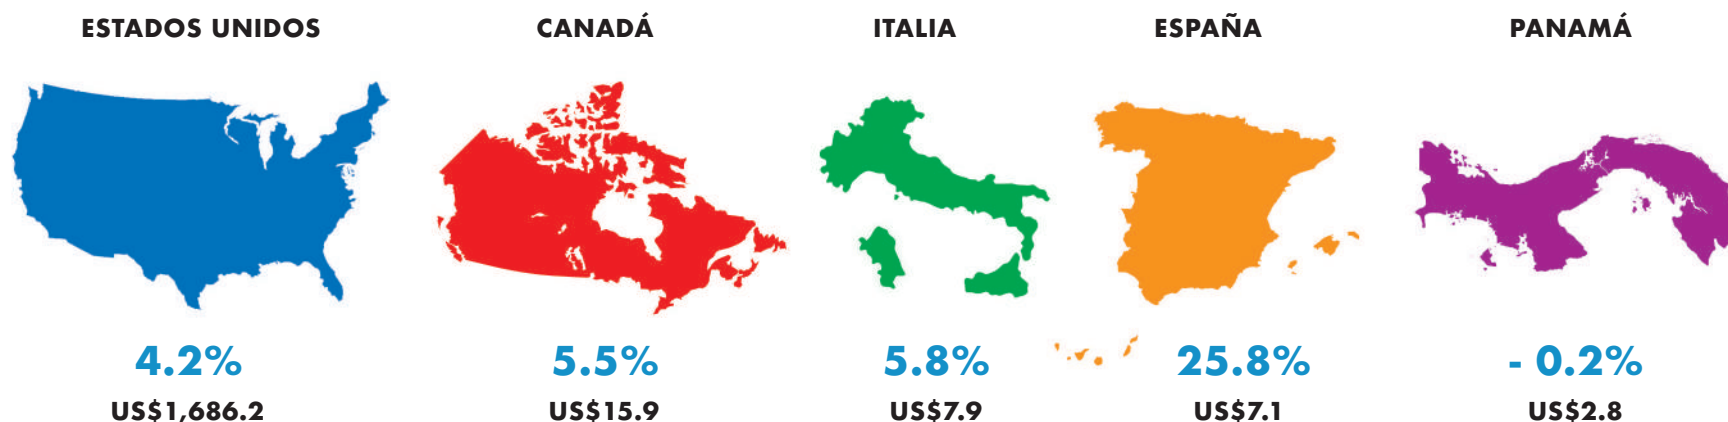 ESTADOS UNIDOS
CANADÁ
ITALIA
ESPAÑA
PANAMÁ
4.2%
5.5%
5.8%
25.8%
- 0.2%
US$1,686.2
US$15.9
US$7.9
US$7.1
US$2.8